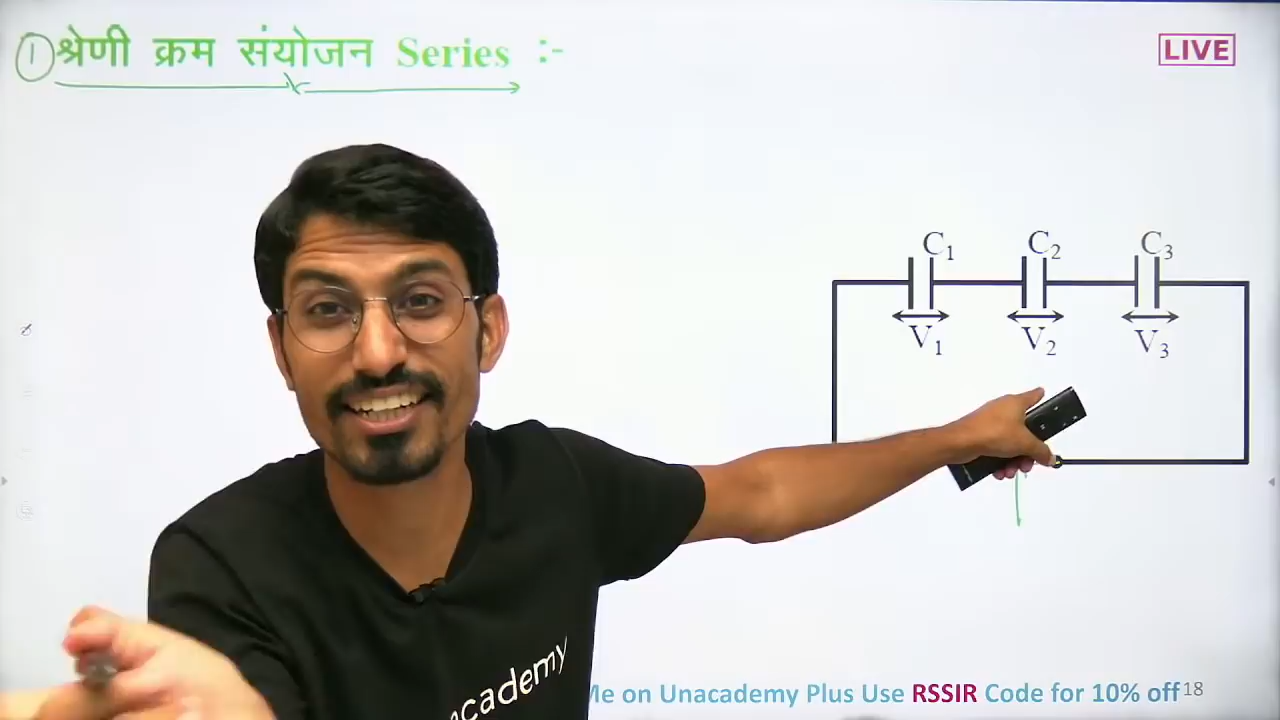 ① श्रेणी क्रम संयोजन Series :-
LIVE
C₁ C₂ C₃
V₁ V₂ V₃
Me on Unacademy Plus Use RSSIR Code for 10% off 18